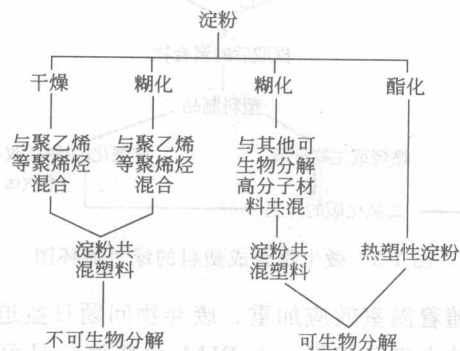 淀粉
干燥 糊化 糊化 酯化
与聚乙烯
等聚烯烃
混合
与聚乙烯
等聚烯烃
混合
与其他可
生物分解
高分子材
料共混
淀粉共
混塑料
淀粉共
混塑料
热塑性淀粉
不可生物分解
可生物分解